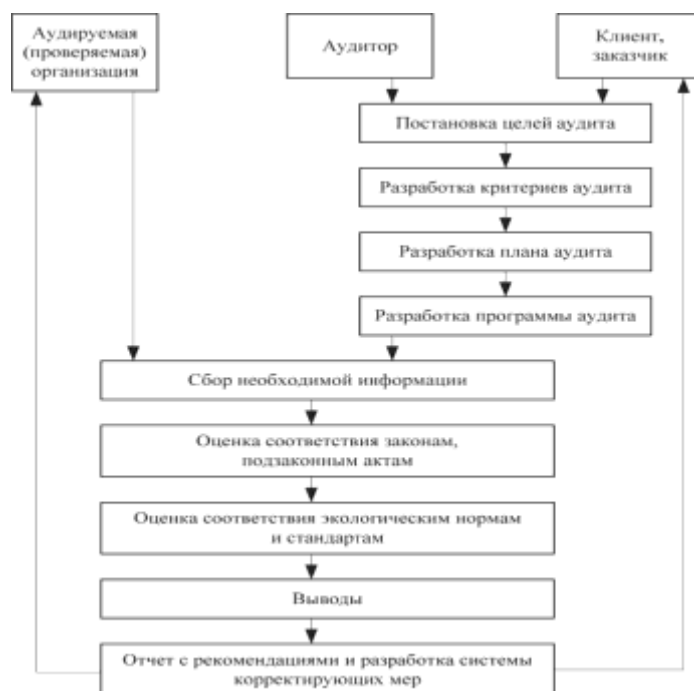 Аудируемая
(проверяемая)
организация
Аудитор
Клиент,
заказчик
Постановка целей аудита
Разработка критериев аудита
Разработка плана аудита
Разработка программы аудита
Сбор необходимой информации
Оценка соответствия законам,
подзаконным актам
Оценка соответствия экологическим нормам
и стандартам
Выводы
Отчет с рекомендациями и разработка системы
корректирующих мер